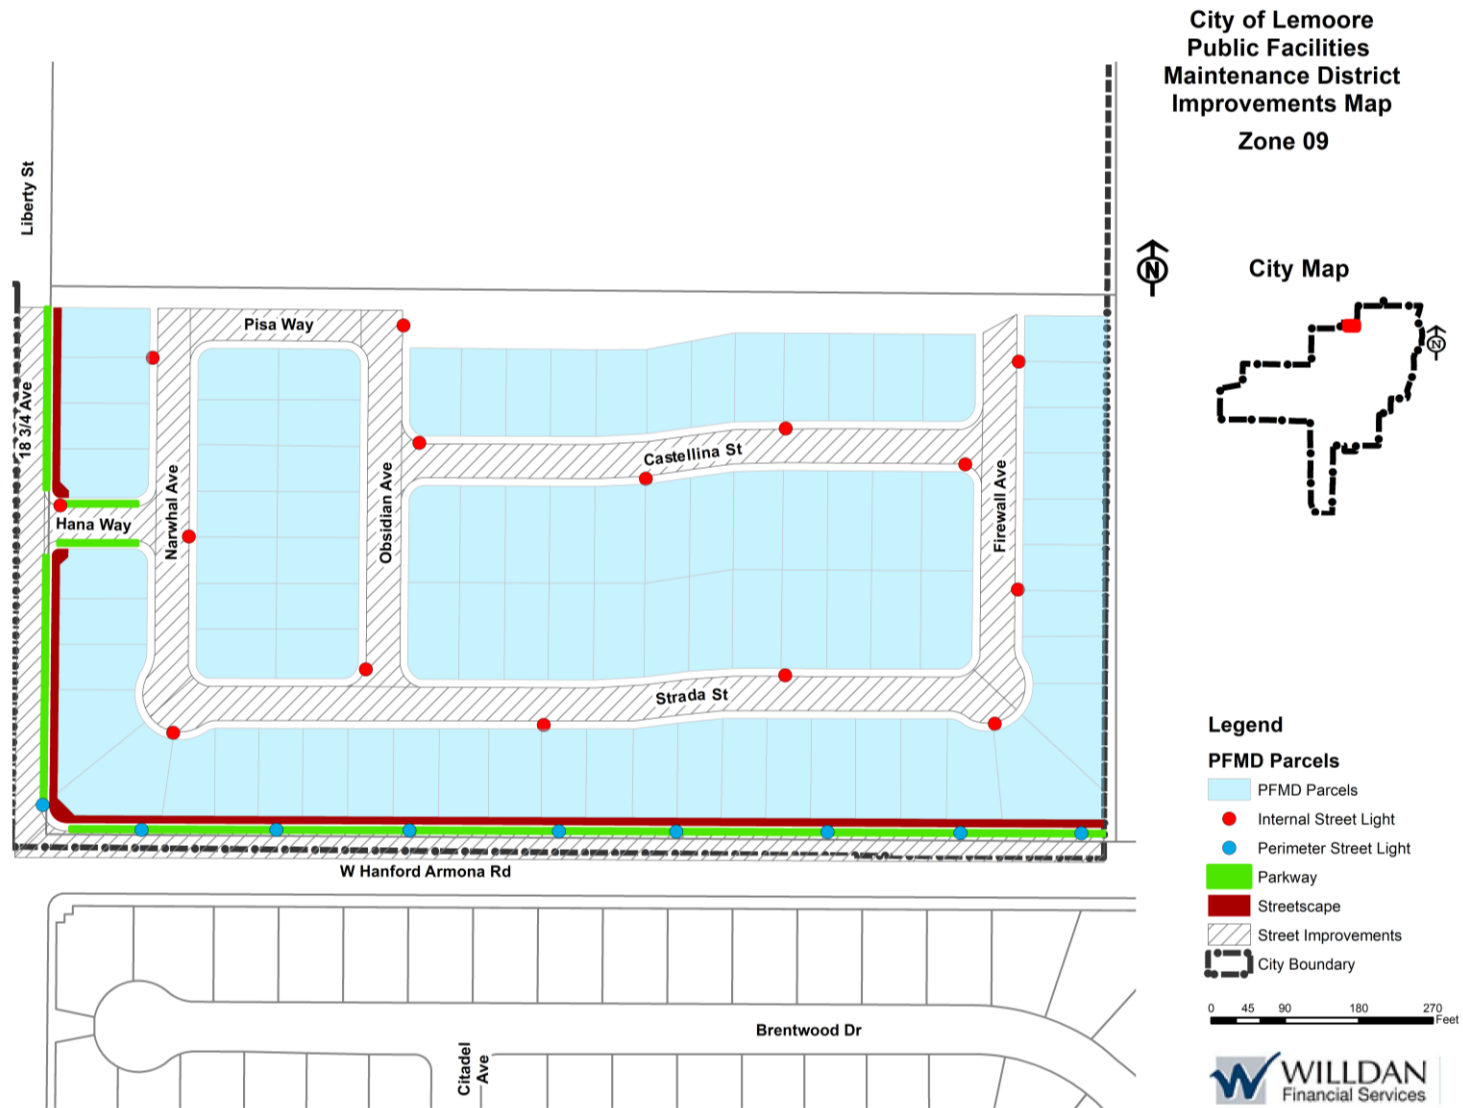 City of Lemoore
Public Facilities
Maintenance District
Improvements Map
Zone 09
Liberty St
N
City Map
N
Pisa Way
18 3/4 Ave
Castellina St
Narwhal Ave
Obsidian Ave
Firewall Ave
Hana Way
Strada St
W Hanford Armona Rd
Legend
PFMD Parcels
PFMD Parcels
Internal Street Light
Perimeter Street Light
Parkway
Streetscape
Street Improvements
City Boundary
0 45 90 180 270
Feet
Brentwood Dr
Citadel
Ave
W WILLDAN
Financial Services